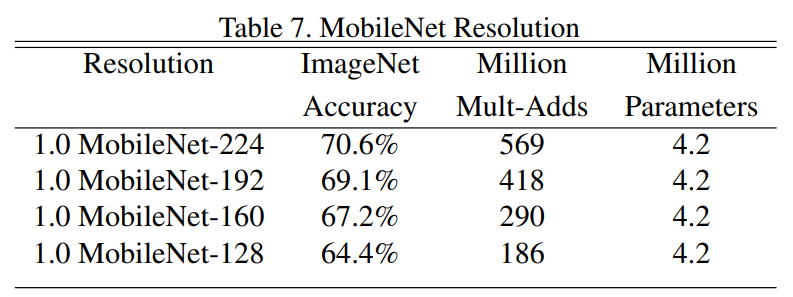 Table 7. MobileNet Resolution
Resolution ImageNet Million Million
Accuracy Mult-Adds Parameters
1.0 MobileNet-224 70.6% 569 4.2
1.0 MobileNet-192 69.1% 418 4.2
1.0 MobileNet-160 67.2% 290 4.2
1.0 MobileNet-128 64.4% 186 4.2